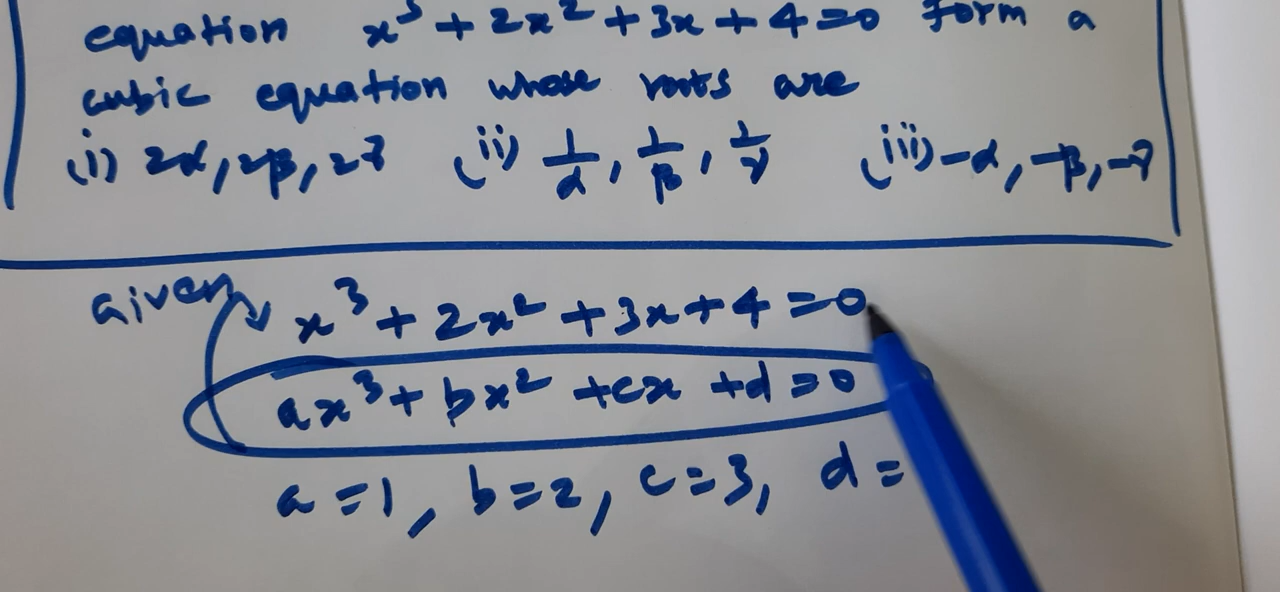 equation x³ + 2x² + 3x + 4 = 0 form a
cubic equation whose roots are
(i) 2α, 2β, 2γ (ii) 1/α, 1/β, 1/γ (iii) -α, -β, -γ
Given x³ + 2x² + 3x + 4 = 0
ax³ + bx² + cx + d = 0
a = 1, b = 2, c = 3, d =